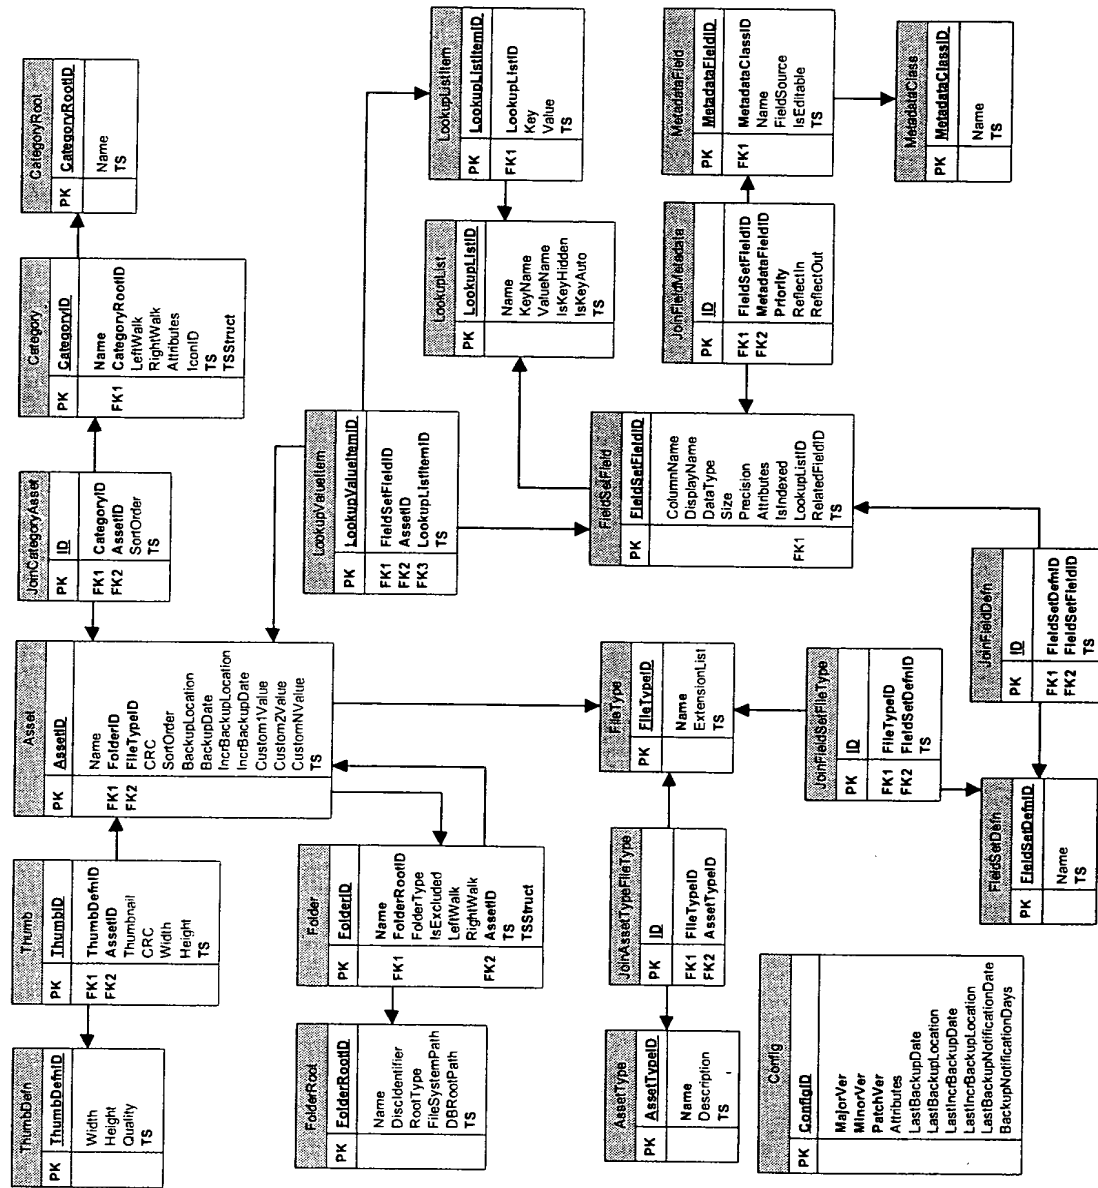 ThumbDefn
PK ThumbDefnID
Width
Height
Quality
TS
Thumb
PK ThumbID
FK1 ThumbDefnID
FK2 AssetID
Thumbnail
CRC
Width
Height
TS
Asset
PK AssetID
Name
FK1 FolderID
FK2 FileTypeID
CRC
SortOrder
BackupLocation
BackupDate
IncrBackupLocation
IncrBackupDate
Custom1Value
Custom2Value
CustomNValue
TS
JoinCategoryAsset
PK ID
FK1 CategoryID
FK2 AssetID
SortOrder
TS
Category
PK CategoryID
Name
FK1 CategoryRootID
LeftWalk
RightWalk
Attributes
IconID
TS
TSStruct
CategoryRoot
PK CategoryRootID
Name
TS
FolderRoot
PK FolderRootID
Name
DiscIdentifier
RootType
FileSystemPath
DBRootPath
TS
Folder
PK FolderID
Name
FK1 FolderRootID
FolderType
IsExcluded
LeftWalk
RightWalk
FK2 AssetID
TS
TSStruct
LookupValueItem
PK LookupValueItemID
FK1 FieldSetFieldID
FK2 AssetID
FK3 LookupListItemID
TS
LookupList
PK LookupListID
Name
KeyName
ValueName
IsKeyHidden
IsKeyAuto
TS
LookupListItem
PK LookupListItemID
FK1 LookupListID
Key
Value
TS
AssetType
PK AssetTypeID
Name
Description
TS
JoinAssetTypeFileType
PK ID
FK1 FileTypeID
FK2 AssetTypeID
FileType
PK FileTypeID
Name
ExtensionList
TS
FieldSetField
PK FieldSetFieldID
ColumnName
DisplayName
DataType
Size
Precision
Attributes
IsIndexed
FK1 LookupListID
RelatedFieldID
TS
JoinFieldMetadate
PK ID
FK1 FieldSetFieldID
FK2 MetadataFieldID
Priority
ReflectIn
ReflectOut
MetadataField
PK MetadataFieldID
FK1 MetadataClassID
Name
FieldSource
IsEditable
Config
PK ConfigID
MajorVer
MinorVer
PatchVer
Attributes
LastBackupDate
LastBackupLocation
LastIncrBackupDate
LastIncrBackupLocation
LastBackupNotificationDate
BackupNotificationDays
JoinFieldSetFileType
PK ID
FK1 FileTypeID
FK2 FieldSetDefnID
TS
MetadataClass
PK MetadataClassID
Name
TS
FieldSetDefn
PK FieldSetDefnID
Name
TS
JoinFieldDefn
PK ID
FK1 FieldSetDefnID
FK2 FieldSetFieldID
TS